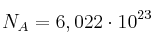 N_A = 6,022 · 10^23